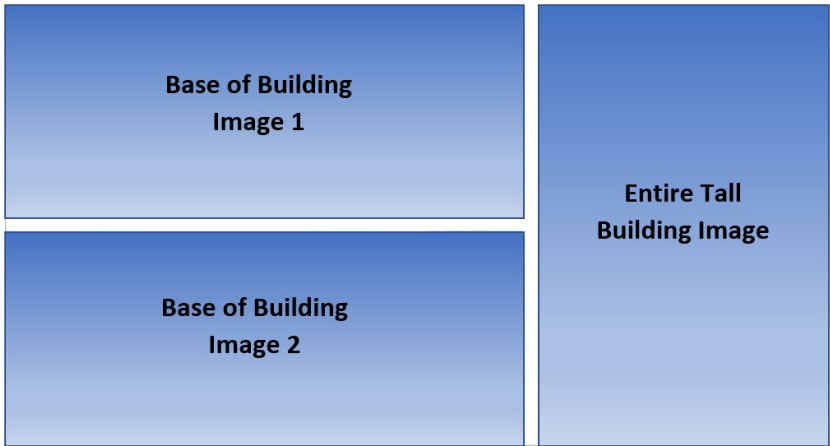 Base of Building
Image 1
Base of Building
Image 2
Entire Tall
Building Image